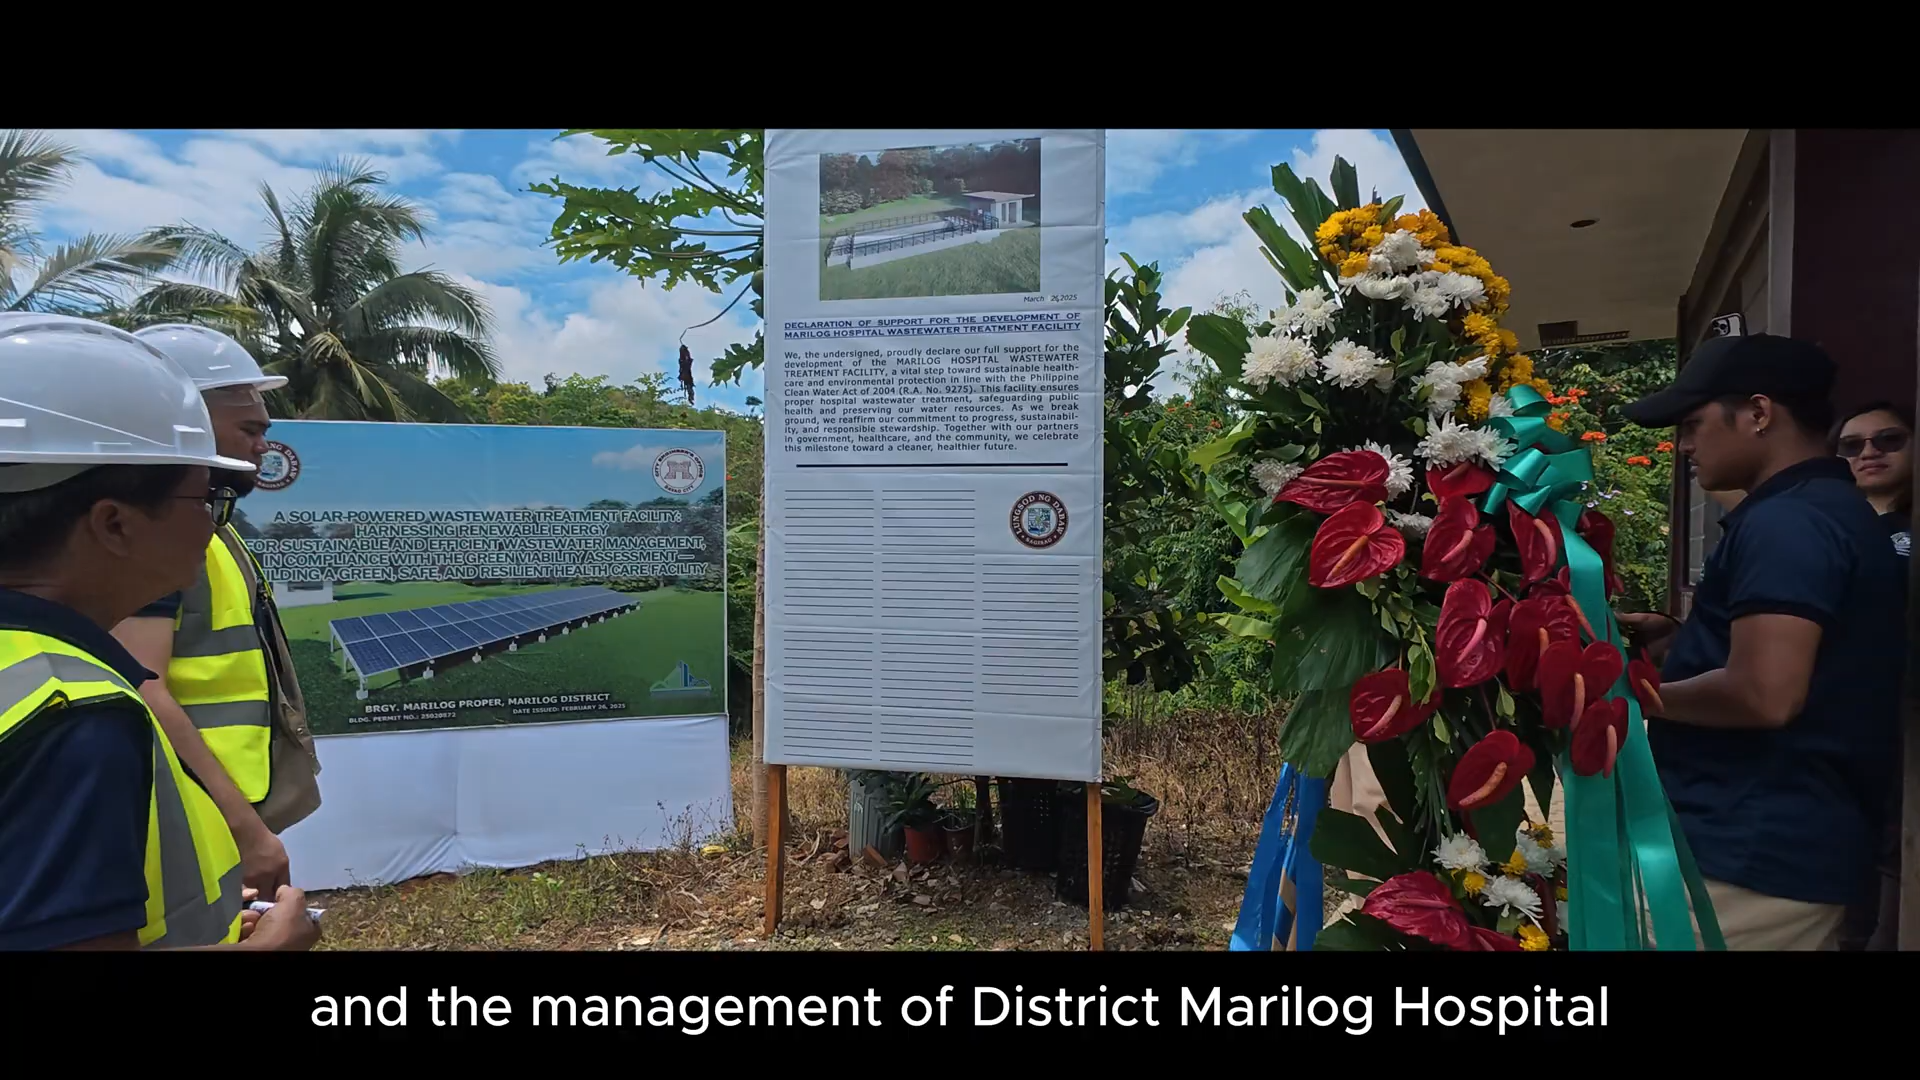 A SOLAR-POWERED WASTEWATER TREATMENT FACILITY:
HARNESSING RENEWABLE ENERGY
FOR SUSTAINABLE AND EFFICIENT WASTEWATER MANAGEMENT,
IN COMPLIANCE WITH THE GREEN VIABILITY ASSESSMENT —
ILDING A GREEN, SAFE, AND RESILIENT HEALTH CARE FACILITY
BRGY. MARILOG PROPER, MARILOG DISTRICT
BLDG. PERMIT NO.: 25020872
DATE ISSUED: FEBRUARY 26, 2025
March 26, 2025
DECLARATION OF SUPPORT FOR THE DEVELOPMENT OF
MARILOG HOSPITAL WASTEWATER TREATMENT FACILITY
We, the undersigned, proudly declare our full support for the
development of the MARILOG HOSPITAL WASTEWATER
TREATMENT FACILITY, a vital step toward sustainable health-
care and environmental protection in line with the Philippine
Clean Water Act of 2004 (R.A. No. 9275). This facility ensures
proper hospital wastewater treatment, safeguarding public
health and preserving our water resources. As we break
ground, we reaffirm our commitment to progress, sustainabil-
ity, and responsible stewardship. Together with our partners
in government, healthcare, and the community, we celebrate
this milestone toward a cleaner, healthier future.
LUNGSOD NG DABAW
and the management of District Marilog Hospital